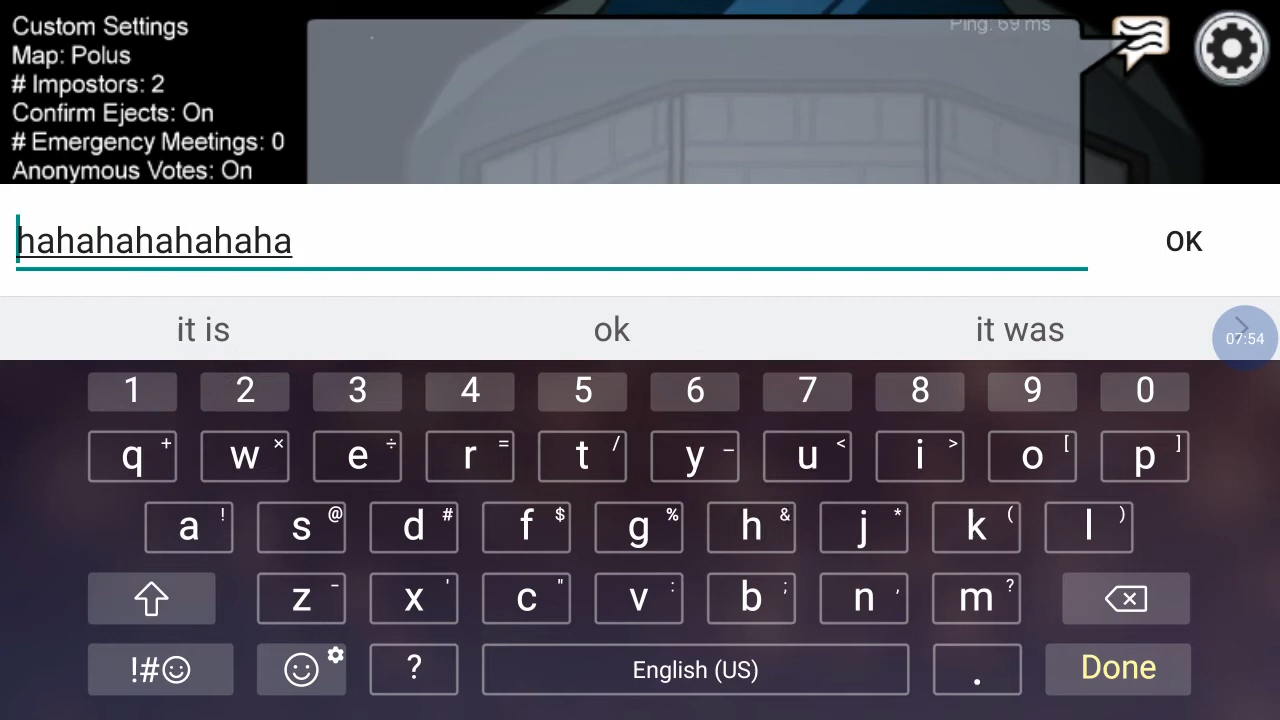 Custom Settings
Map: Polus
# Impostors: 2
Confirm Ejects: On
# Emergency Meetings: 0
Anonymous Votes: On
Ping: 69 ms
hahahahahahaha
OK
it is ok it was
07:54
1 2 3 4 5 6 7 8 9 0
q + w × e ÷ r = t / y _ u < i > o [ p ]
a ! s @ d # f $ g % h & j * k ( l )
z - x ' c " v : b ; n , m ?
!#☺ ? English (US) . Done